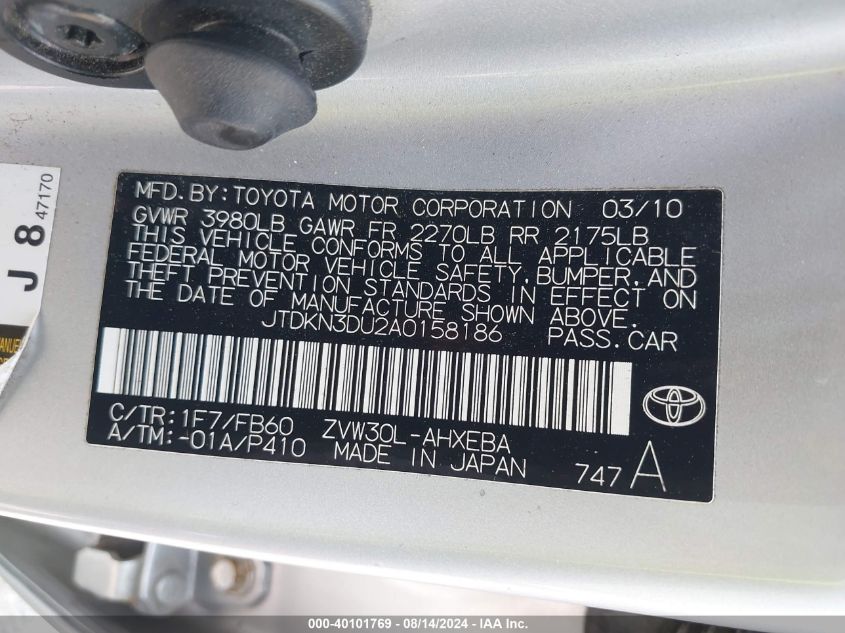 MFD. BY: TOYOTA MOTOR CORPORATION 03/10
GVWR 3980LB GAWR FR 2270LB RR 2175LB
THIS VEHICLE CONFORMS TO ALL APPLICABLE
FEDERAL MOTOR VEHICLE SAFETY, BUMPER, AND
THEFT PREVENTION STANDARDS IN EFFECT ON
THE DATE OF MANUFACTURE SHOWN ABOVE.
JTDKN3DU2A0158186 PASS. CAR
C/TR: 1F7/FB60 ZVW30L-AHXEBA
A/TM: -01A/P410 MADE IN JAPAN 747 A
J 8 47170
000-40101769 - 08/14/2024 - IAA Inc.